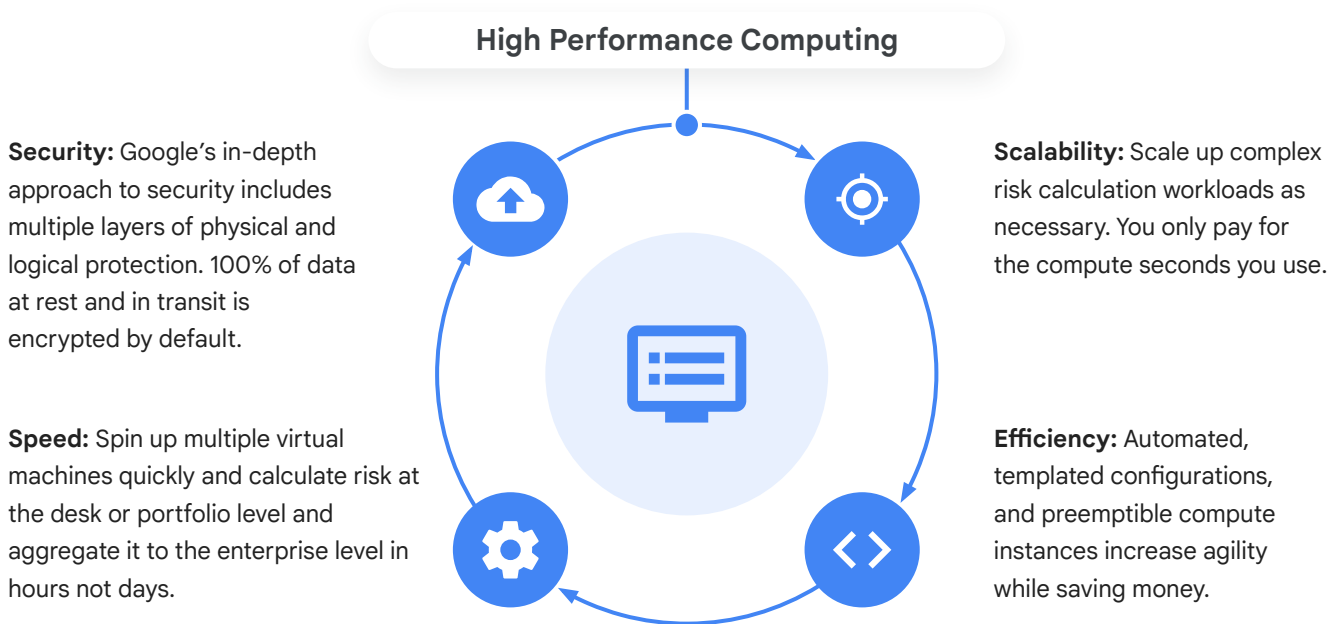 High Performance Computing
Security: Google’s in-depth
approach to security includes
multiple layers of physical and
logical protection. 100% of data
at rest and in transit is
encrypted by default.
Scalability: Scale up complex
risk calculation workloads as
necessary. You only pay for
the compute seconds you use.
Speed: Spin up multiple virtual
machines quickly and calculate risk at
the desk or portfolio level and
aggregate it to the enterprise level in
hours not days.
Efficiency: Automated,
templated configurations,
and preemptible compute
instances increase agility
while saving money.